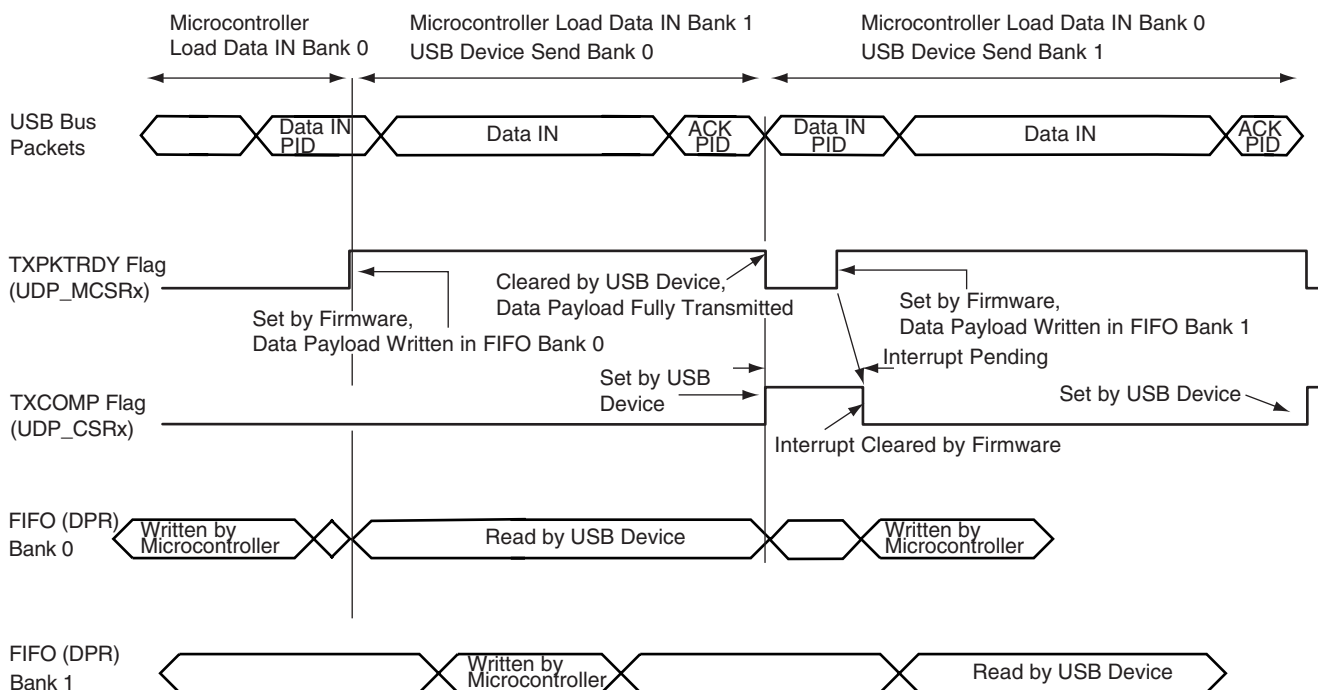 Microcontroller
Load Data IN Bank 0
Microcontroller Load Data IN Bank 1
USB Device Send Bank 0
Microcontroller Load Data IN Bank 0
USB Device Send Bank 1
USB Bus
Packets
Data IN
PID
Data IN
ACK
PID
Data IN
PID
Data IN
ACK
PID
TXPKTRDY Flag
(UDP_MCSRx)
Set by Firmware,
Data Payload Written in FIFO Bank 0
Cleared by USB Device,
Data Payload Fully Transmitted
Set by Firmware,
Data Payload Written in FIFO Bank 1
Interrupt Pending
TXCOMP Flag
(UDP_CSRx)
Set by USB
Device
Set by USB Device
Interrupt Cleared by Firmware
FIFO (DPR)
Bank 0
Written by
Microcontroller
Read by USB Device
Written by
Microcontroller
FIFO (DPR)
Bank 1
Written by
Microcontroller
Read by USB Device